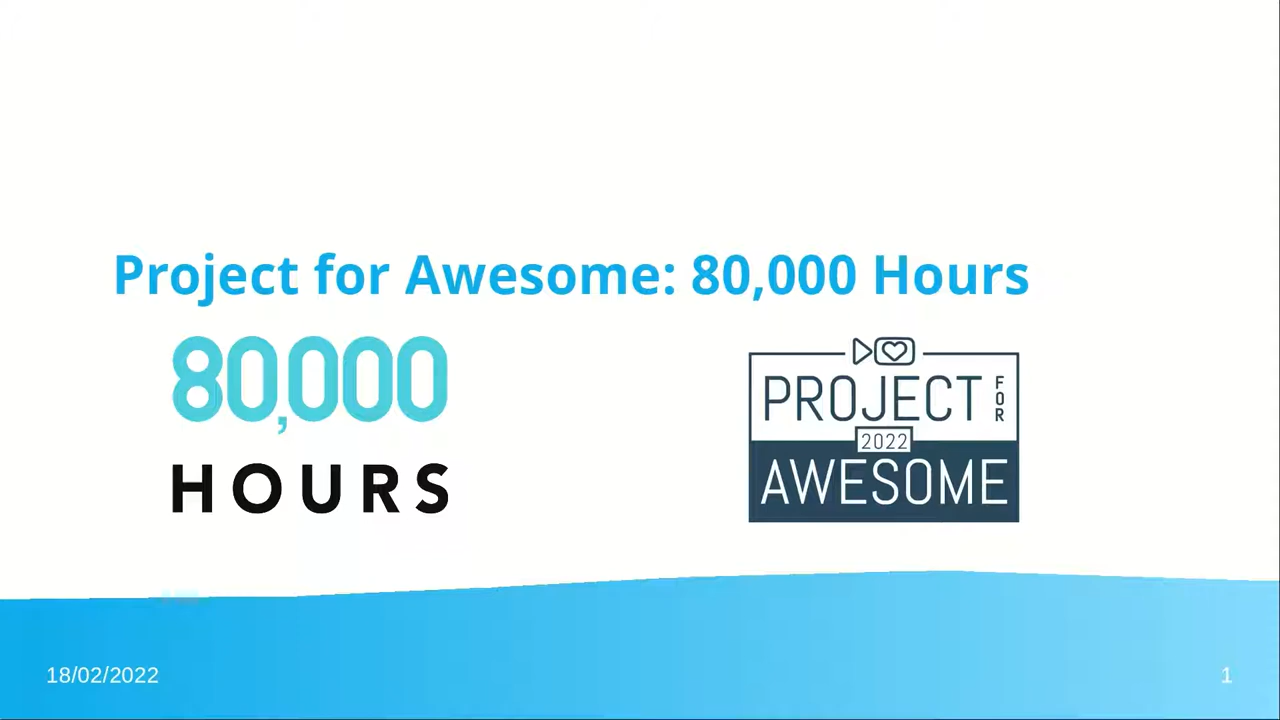 Project for Awesome: 80,000 Hours
80,000
HOURS
PROJECT FOR
2022
AWESOME
18/02/2022
1